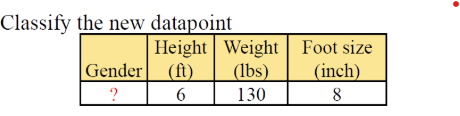 Classify the new datapoint
Gender Height (ft) Weight (lbs) Foot size (inch)
? 6 130 8